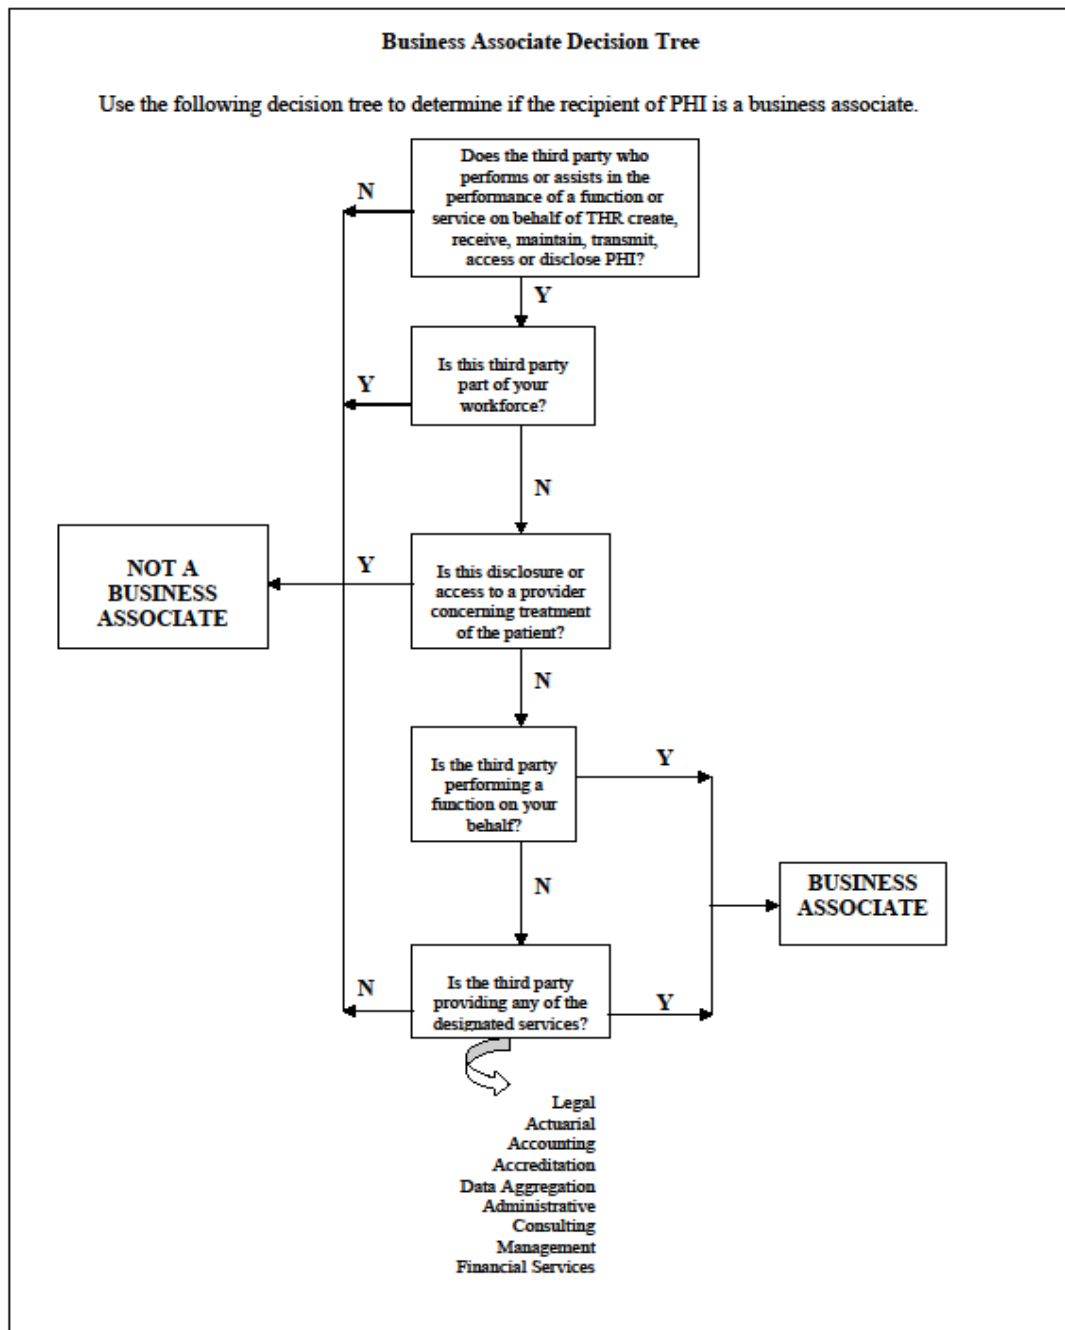 Business Associate Decision Tree
Use the following decision tree to determine if the recipient of PHI is a business associate.
Does the third party who
performs or assists in the
performance of a function or
service on behalf of THR create,
receive, maintain, transmit,
access or disclose PHI?
N
Y
Is this third party
part of your
workforce?
Y
N
Is this disclosure or
access to a provider
concerning treatment
of the patient?
Y
NOT A
BUSINESS
ASSOCIATE
N
Is the third party
performing a
function on your
behalf?
Y
N
BUSINESS
ASSOCIATE
Is the third party
providing any of the
designated services?
N
Y
Legal
Actuarial
Accounting
Accreditation
Data Aggregation
Administrative
Consulting
Management
Financial Services